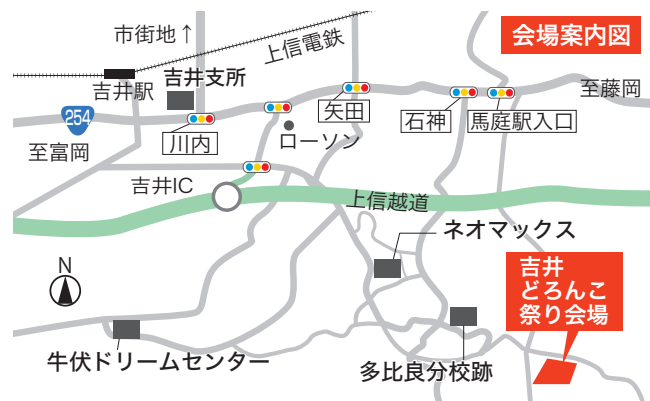 会場案内図
市街地↑
上信電鉄
吉井駅
吉井支所
至藤岡
254
川内
矢田
石神
馬庭駅入口
ローソン
至富岡
吉井IC
上信越道
ネオマックス
N
吉井
どろんこ
祭り会場
牛伏ドリームセンター
多比良分校跡